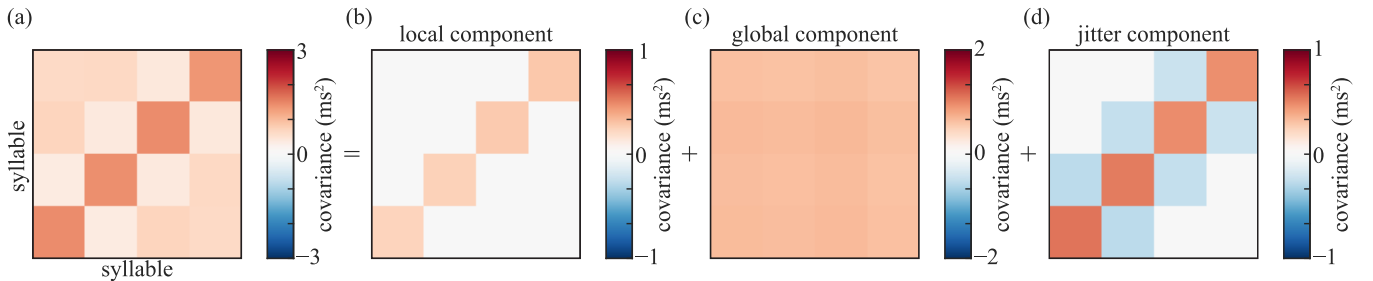 (a)
(b)
(c)
(d)
local component
global component
jitter component
syllable
syllable
3
0
−3
covariance (ms²)
=
1
0
−1
covariance (ms²)
+
2
0
−2
covariance (ms²)
+
1
0
−1
covariance (ms²)